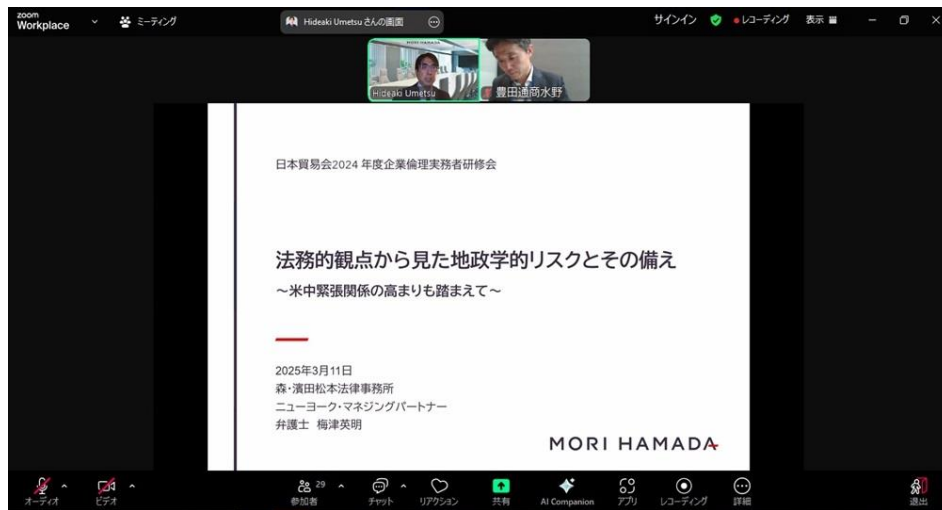 zoom
Workplace
ミーティング
Hideaki Umetsu さんの画面
サインイン
レコーディング
表示
MORI HAMADA
Hideaki Umetsu
豊田通商水野
日本貿易会2024 年度企業倫理実務者研修会
法務的観点から見た地政学的リスクとその備え
～米中緊張関係の高まりも踏まえて～
2025年3月11日
森・濱田松本法律事務所
ニューヨーク・マネジングパートナー
弁護士 梅津英明
MORI HAMADA
オーディオ
ビデオ
29
参加者
チャット
リアクション
共有
AI Companion
アプリ
レコーディング
詳細
退出